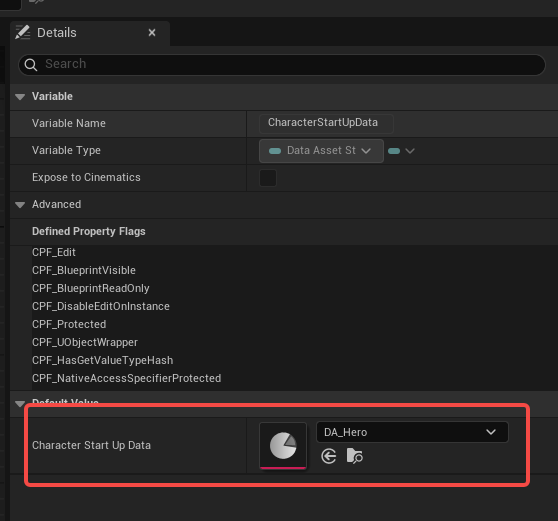 Details
Search
Variable
Variable Name CharacterStartUpData
Variable Type Data Asset St
Expose to Cinematics
Advanced
Defined Property Flags
CPF_Edit
CPF_BlueprintVisible
CPF_BlueprintReadOnly
CPF_DisableEditOnInstance
CPF_Protected
CPF_UObjectWrapper
CPF_HasGetValueTypeHash
CPF_NativeAccessSpecifierProtected
Default Value
DA_Hero
Character Start Up Data